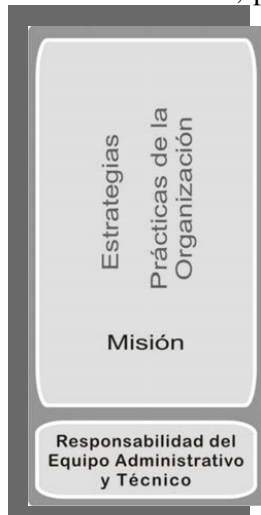 Estrategias
Prácticas de la
Organización
Misión
Responsabilidad del
Equipo Administrativo
y Técnico